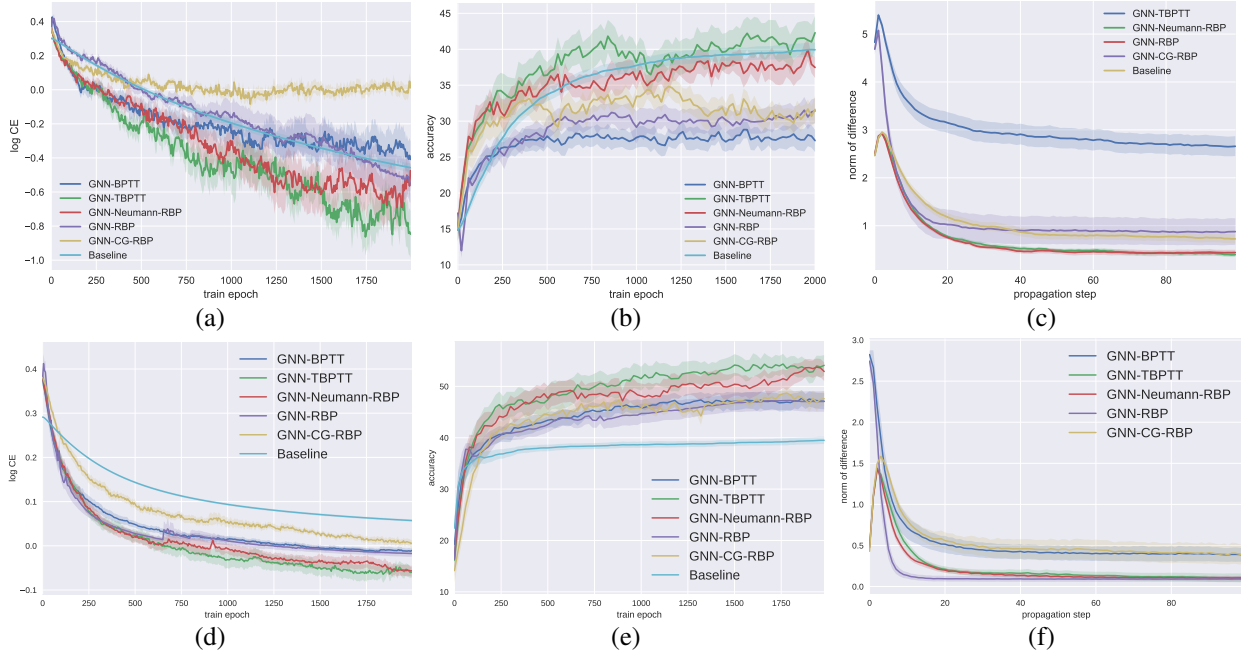 0.4
0.2
0.0
−0.2
−0.4
−0.6
−0.8
−1.0
log CE
GNN-BPTT
GNN-TBPTT
GNN-Neumann-RBP
GNN-RBP
GNN-CG-RBP
Baseline
0 250 500 750 1000 1250 1500 1750
train epoch
(a)
45
40
35
30
25
20
15
10
accuracy
GNN-BPTT
GNN-TBPTT
GNN-Neumann-RBP
GNN-RBP
GNN-CG-RBP
Baseline
0 250 500 750 1000 1250 1500 1750 2000
train epoch
(b)
5
4
3
2
1
norm of difference
GNN-TBPTT
GNN-Neumann-RBP
GNN-RBP
GNN-CG-RBP
Baseline
0 20 40 60 80
propagation step
(c)
0.4
0.3
0.2
0.1
0.0
−0.1
log CE
GNN-BPTT
GNN-TBPTT
GNN-Neumann-RBP
GNN-RBP
GNN-CG-RBP
Baseline
0 250 500 750 1000 1250 1500 1750
train epoch
(d)
50
40
30
20
10
accuracy
GNN-BPTT
GNN-TBPTT
GNN-Neumann-RBP
GNN-RBP
GNN-CG-RBP
Baseline
0 250 500 750 1000 1250 1500 1750
train epoch
(e)
3.0
2.5
2.0
1.5
1.0
0.5
0.0
norm of difference
GNN-BPTT
GNN-TBPTT
GNN-Neumann-RBP
GNN-RBP
GNN-CG-RBP
0 20 40 60 80
propagation step
(f)